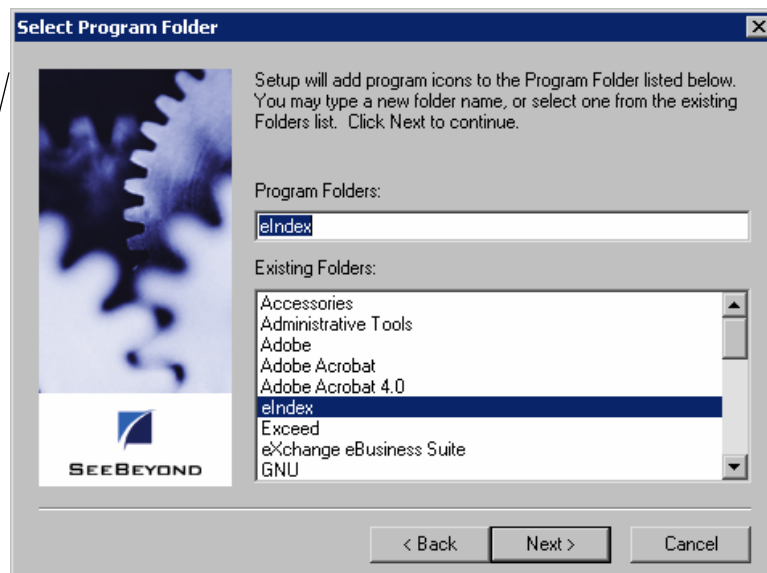 Select Program Folder
Setup will add program icons to the Program Folder listed below.
You may type a new folder name, or select one from the existing
Folders list. Click Next to continue.
Program Folders:
eIndex
Existing Folders:
Accessories
Administrative Tools
Adobe
Adobe Acrobat
Adobe Acrobat 4.0
eIndex
Exceed
eXchange eBusiness Suite
GNU
SEEBEYOND
< Back
Next >
Cancel